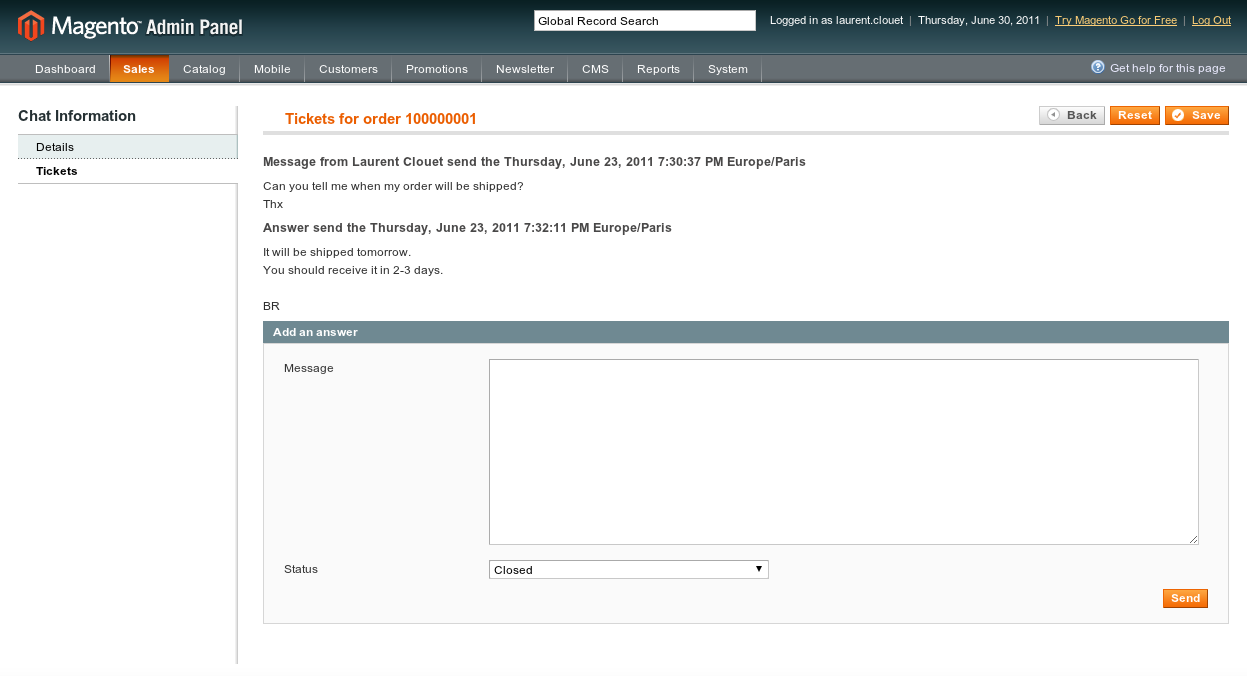 Magento™ Admin Panel
Global Record Search
Logged in as laurent.clouet | Thursday, June 30, 2011 | Try Magento Go for Free | Log Out
Dashboard Sales Catalog Mobile Customers Promotions Newsletter CMS Reports System
Get help for this page
Chat Information
Details
Tickets
Tickets for order 100000001
Back Reset Save
Message from Laurent Clouet send the Thursday, June 23, 2011 7:30:37 PM Europe/Paris
Can you tell me when my order will be shipped?
Thx
Answer send the Thursday, June 23, 2011 7:32:11 PM Europe/Paris
It will be shipped tomorrow.
You should receive it in 2-3 days.
BR
Add an answer
Message
Status
Closed
Send